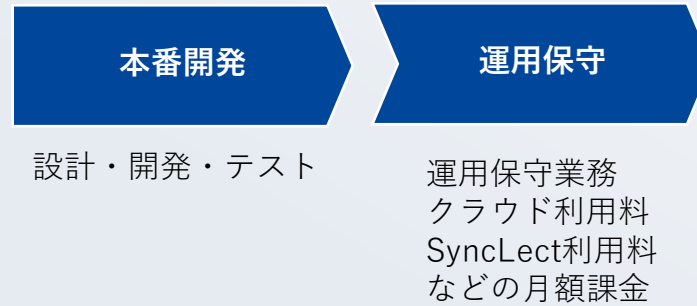 本番開発
設計・開発・テスト
運用保守
運用保守業務
クラウド利用料
SyncLect利用料
などの月額課金